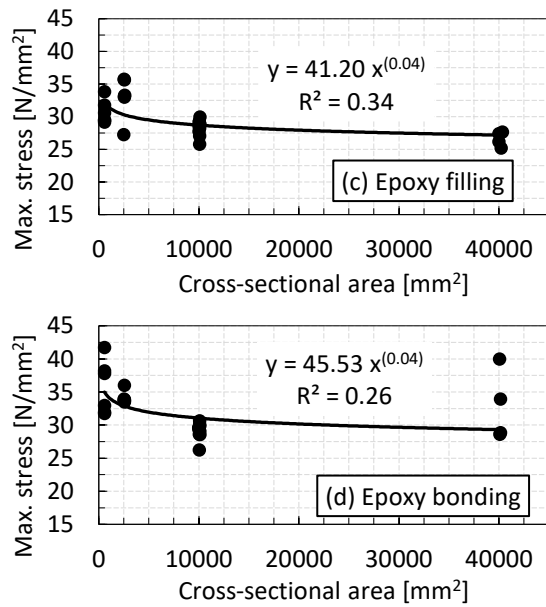 45
40
35
30
25
20
15
Max. stress [N/mm²]
y = 41.20 x^(0.04)
R² = 0.34
(c) Epoxy filling
0 10000 20000 30000 40000
Cross-sectional area [mm²]
45
40
35
30
25
20
15
Max. stress [N/mm²]
y = 45.53 x^(0.04)
R² = 0.26
(d) Epoxy bonding
0 10000 20000 30000 40000
Cross-sectional area [mm²]